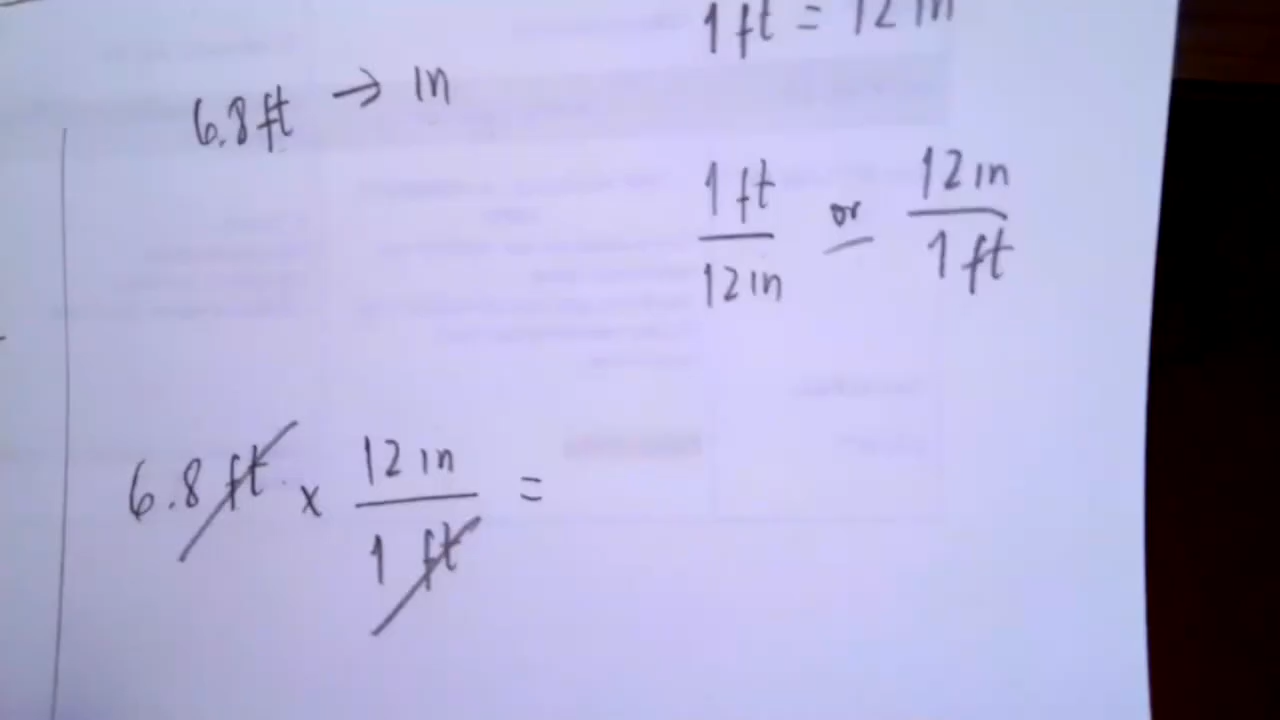 1 ft = 12 in
6.8 ft → in
1 ft or 12 in
12 in 1 ft
6.8 ft x 12 in =
1 ft